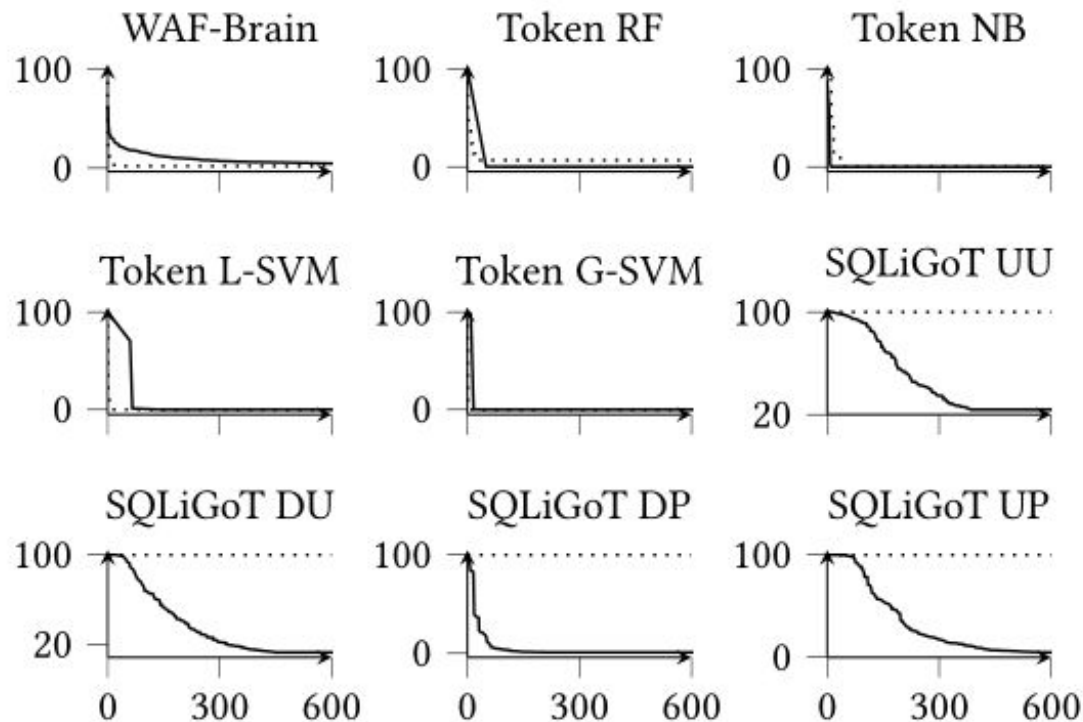 WAF-Brain Token RF Token NB
100 100 100
0 0 0
Token L-SVM Token G-SVM SQLiGoT UU
100 100 100
0 0 20
SQLiGoT DU SQLiGoT DP SQLiGoT UP
100 100 100
20 0 0
0 300 600 0 300 600 0 300 600